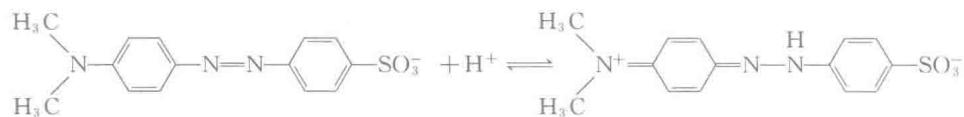 H₃C
H
N—N=N—SO₃⁻ +H⁺ ⇌ N⁺=N—N—SO₃⁻
H₃C
H₃C
H₃C